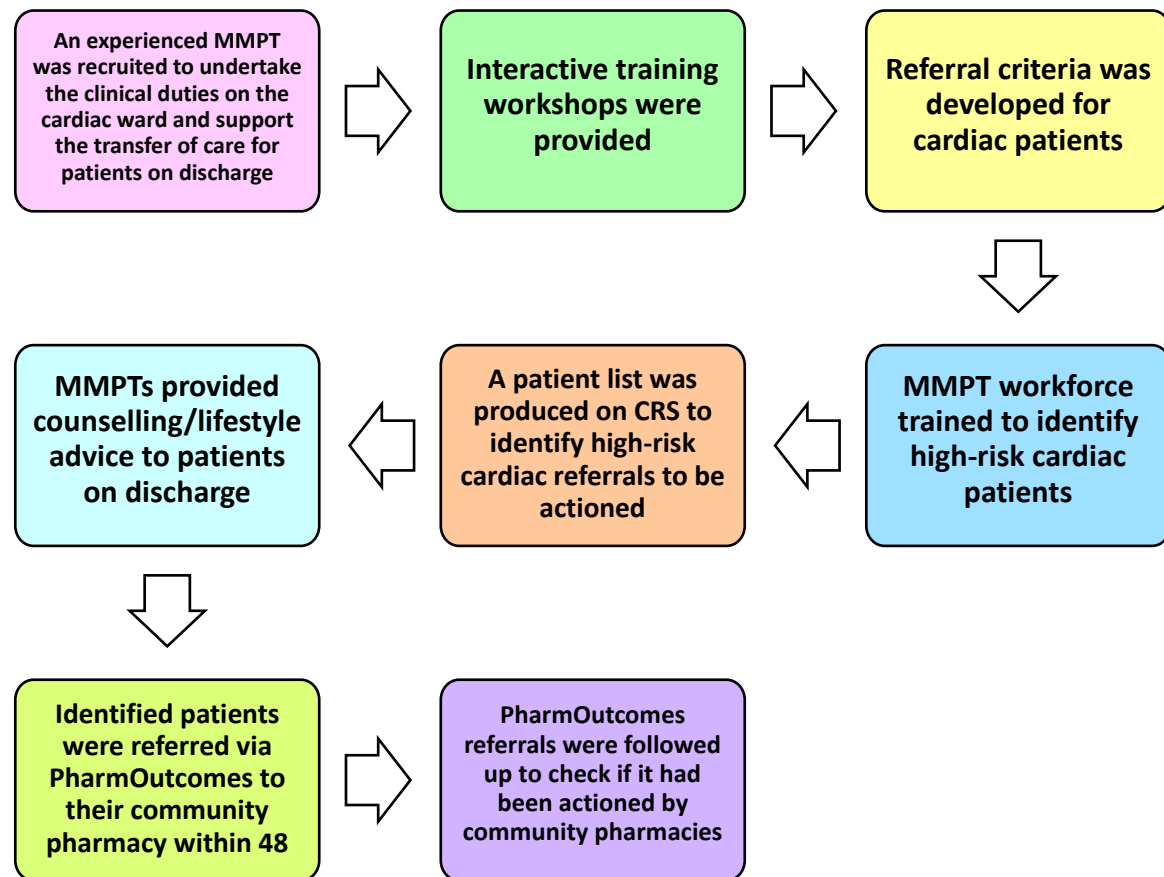 An experienced MMPT
was recruited to undertake
the clinical duties on the
cardiac ward and support
the transfer of care for
patients on discharge
Interactive training
workshops were
provided
Referral criteria was
developed for
cardiac patients
MMPT workforce
trained to identify
high-risk cardiac
patients
A patient list was
produced on CRS to
identify high-risk
cardiac referrals to be
actioned
MMPTs provided
counselling/lifestyle
advice to patients
on discharge
Identified patients
were referred via
PharmOutcomes to
their community
pharmacy within 48
PharmOutcomes
referrals were followed
up to check if it had
been actioned by
community pharmacies